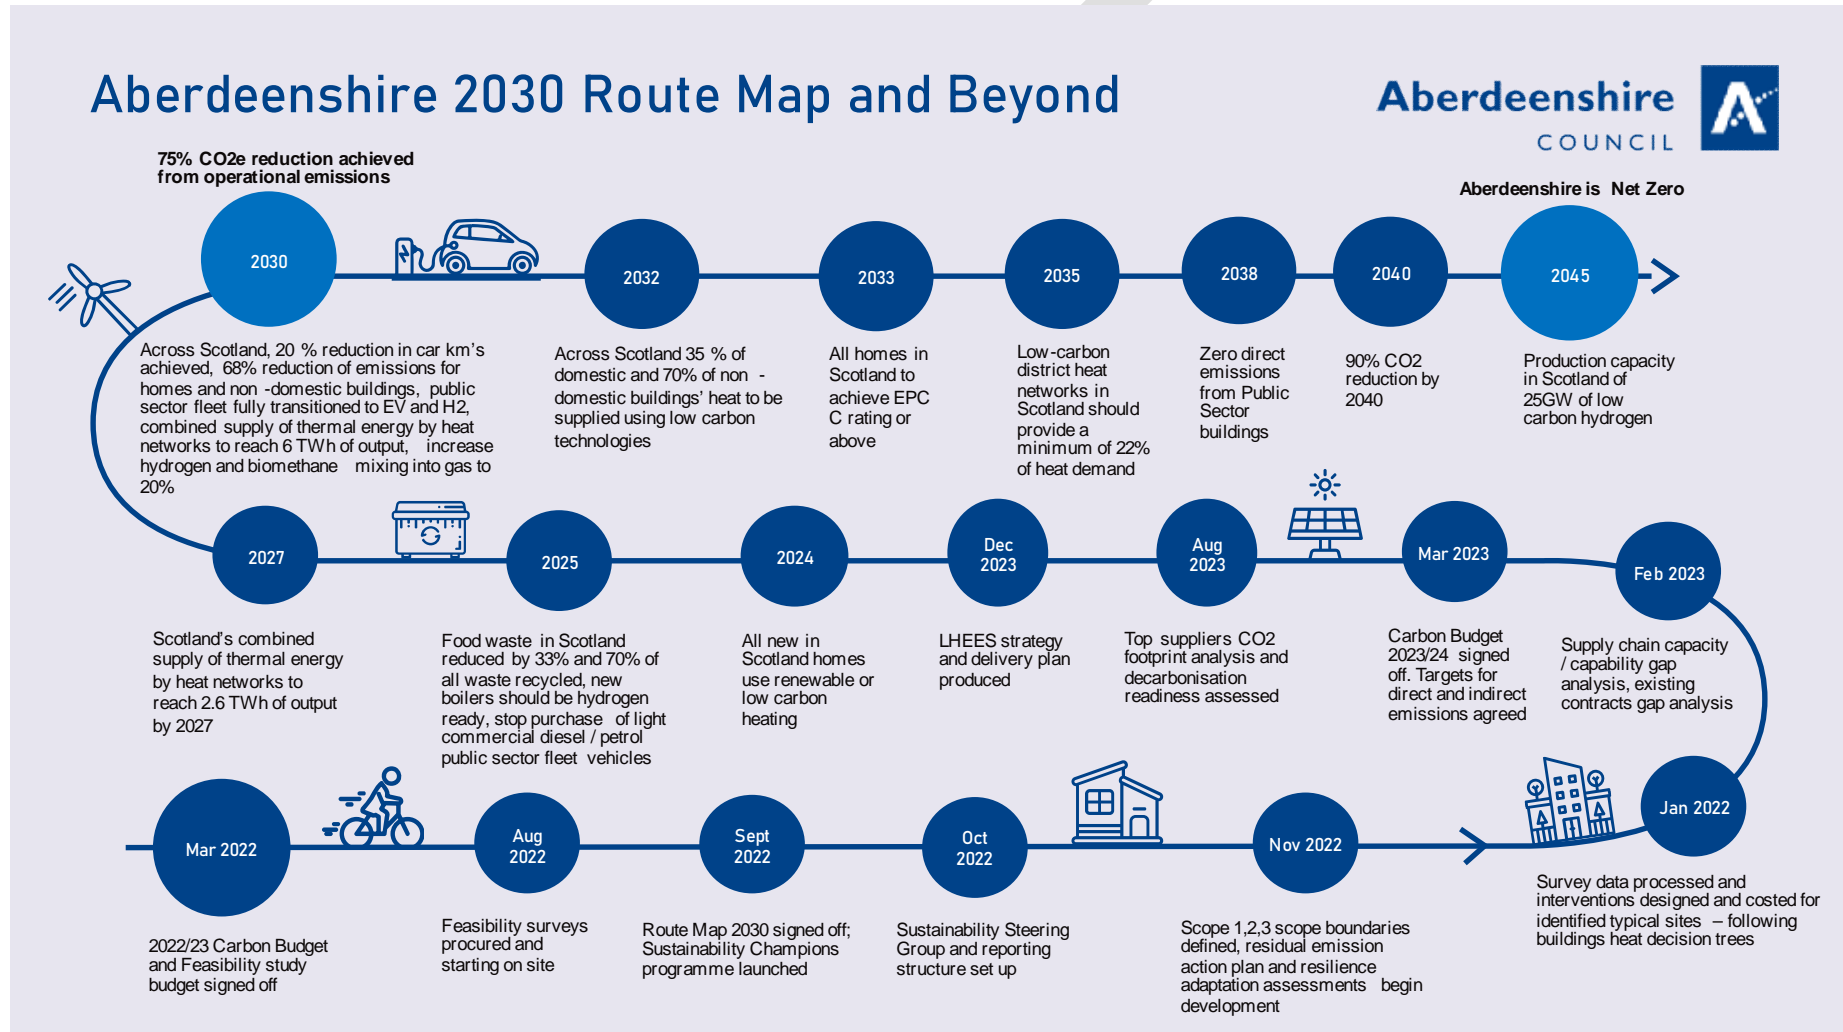 Aberdeenshire 2030 Route Map and Beyond
Aberdeenshire
COUNCIL
75% CO2e reduction achieved
from operational emissions
Aberdeenshire is Net Zero
2030
2032
2033
2035
2038
2040
2045
Across Scotland, 20 % reduction in car km's
achieved, 68% reduction of emissions for
homes and non -domestic buildings, public
sector fleet fully transitioned to EV and H2,
combined supply of thermal energy by heat
networks to reach 6 TWh of output, increase
hydrogen and biomethane mixing into gas to
20%
Across Scotland 35 % of
domestic and 70% of non -
domestic buildings' heat to be
supplied using low carbon
technologies
All homes in
Scotland to
achieve EPC
C rating or
above
Low-carbon
district heat
networks in
Scotland should
provide a
minimum of 22%
of heat demand
Zero direct
emissions
from Public
Sector
buildings
90% CO2
reduction by
2040
Production capacity
in Scotland of
25GW of low
carbon hydrogen
2027
2025
2024
Dec
2023
Aug
2023
Mar 2023
Feb 2023
Scotland's combined
supply of thermal energy
by heat networks to
reach 2.6 TWh of output
by 2027
Food waste in Scotland
reduced by 33% and 70% of
all waste recycled, new
boilers should be hydrogen
ready, stop purchase of light
commercial diesel / petrol
public sector fleet vehicles
All new in
Scotland homes
use renewable or
low carbon
heating
LHEES strategy
and delivery plan
produced
Top suppliers CO2
footprint analysis and
decarbonisation
readiness assessed
Carbon Budget
2023/24 signed
off. Targets for
direct and indirect
emissions agreed
Supply chain capacity
/ capability gap
analysis, existing
contracts gap analysis
Mar 2022
Aug
2022
Sept
2022
Oct
2022
Nov 2022
Jan 2022
2022/23 Carbon Budget
and Feasibility study
budget signed off
Feasibility surveys
procured and
starting on site
Route Map 2030 signed off;
Sustainability Champions
programme launched
Sustainability Steering
Group and reporting
structure set up
Scope 1,2,3 scope boundaries
defined, residual emission
action plan and resilience
adaptation assessments begin
development
Survey data processed and
interventions designed and costed for
identified typical sites – following
buildings heat decision trees